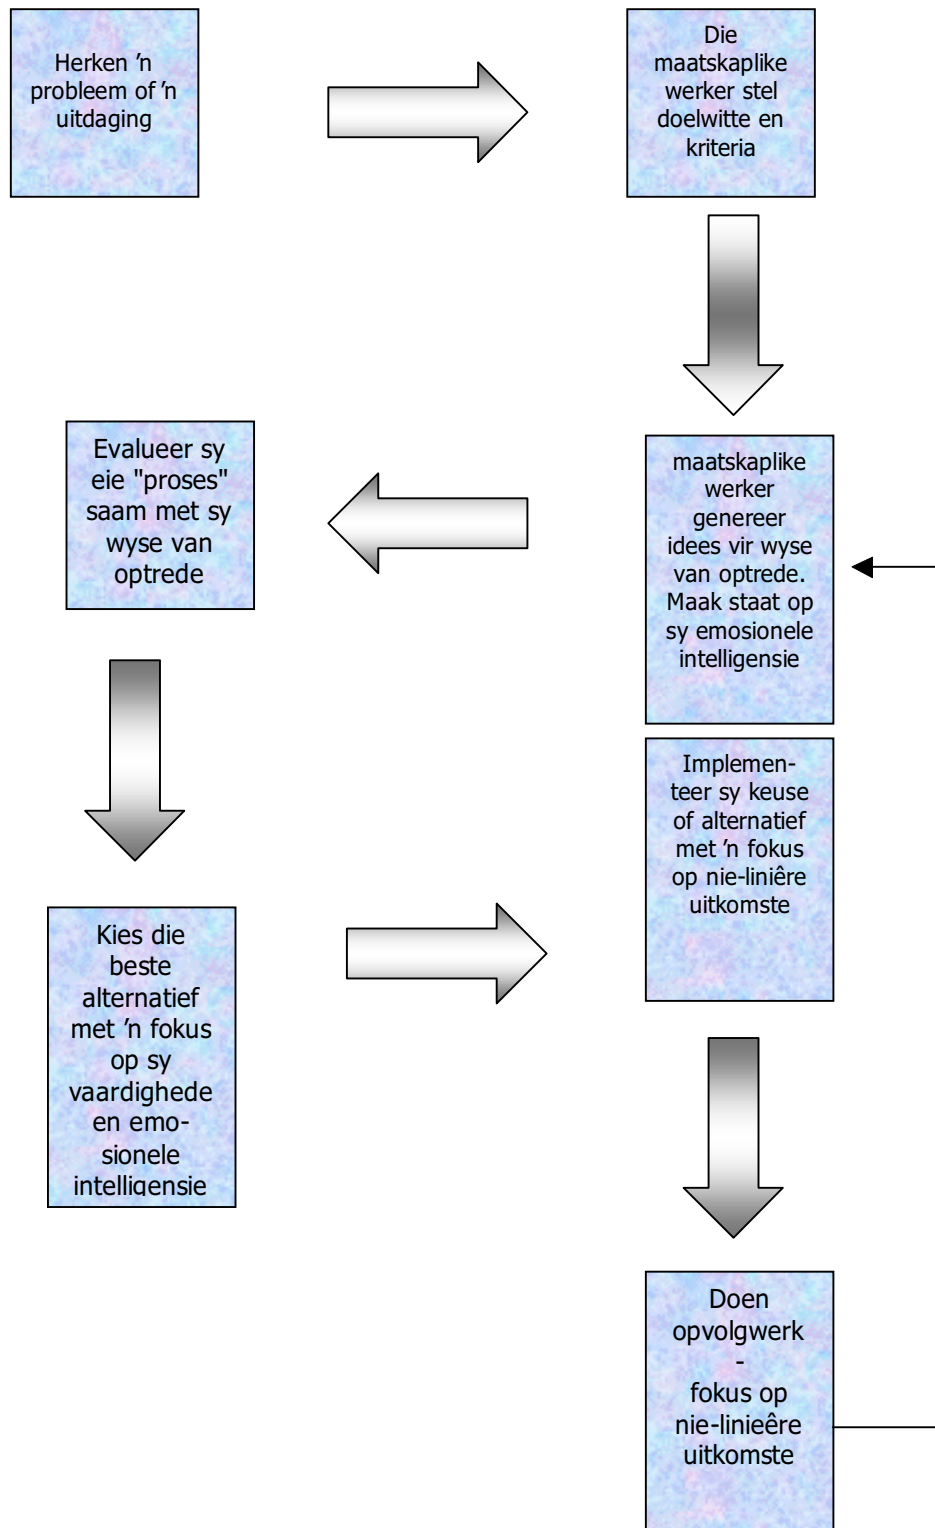 Herken ’n
probleem of ’n
uitdaging
Die
maatskaplike
werker stel
doelwitte en
kriteria
maatskaplike
werker
genereer
idees vir wyse
van optrede.
Maak staat op
sy emosionele
intelligensie
Evalueer sy
eie "proses"
saam met sy
wyse van
optrede
Kies die
beste
alternatief
met ’n fokus
op sy
vaardighede
en emo-
sionele
intelligensie
Implemen-
teer sy keuse
of alternatief
met ’n fokus
op nie-liniêre
uitkomste
Doen
opvolgwerk
-
fokus op
nie-linieêre
uitkomste